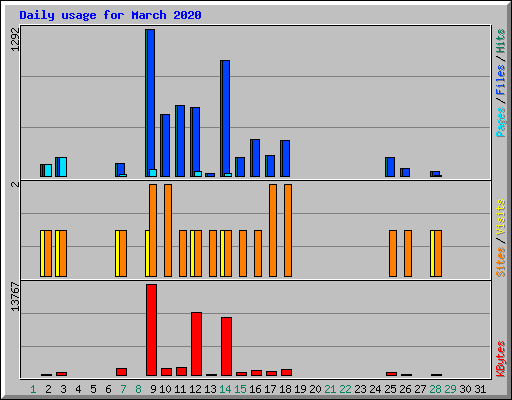 Daily usage for March 2020
1292
Pages / Files / Hits
2
Sites / Visits
13767
KBytes
1 2 3 4 5 6 7 8 9 10 11 12 13 14 15 16 17 18 19 20 21 22 23 24 25 26 27 28 29 30 31